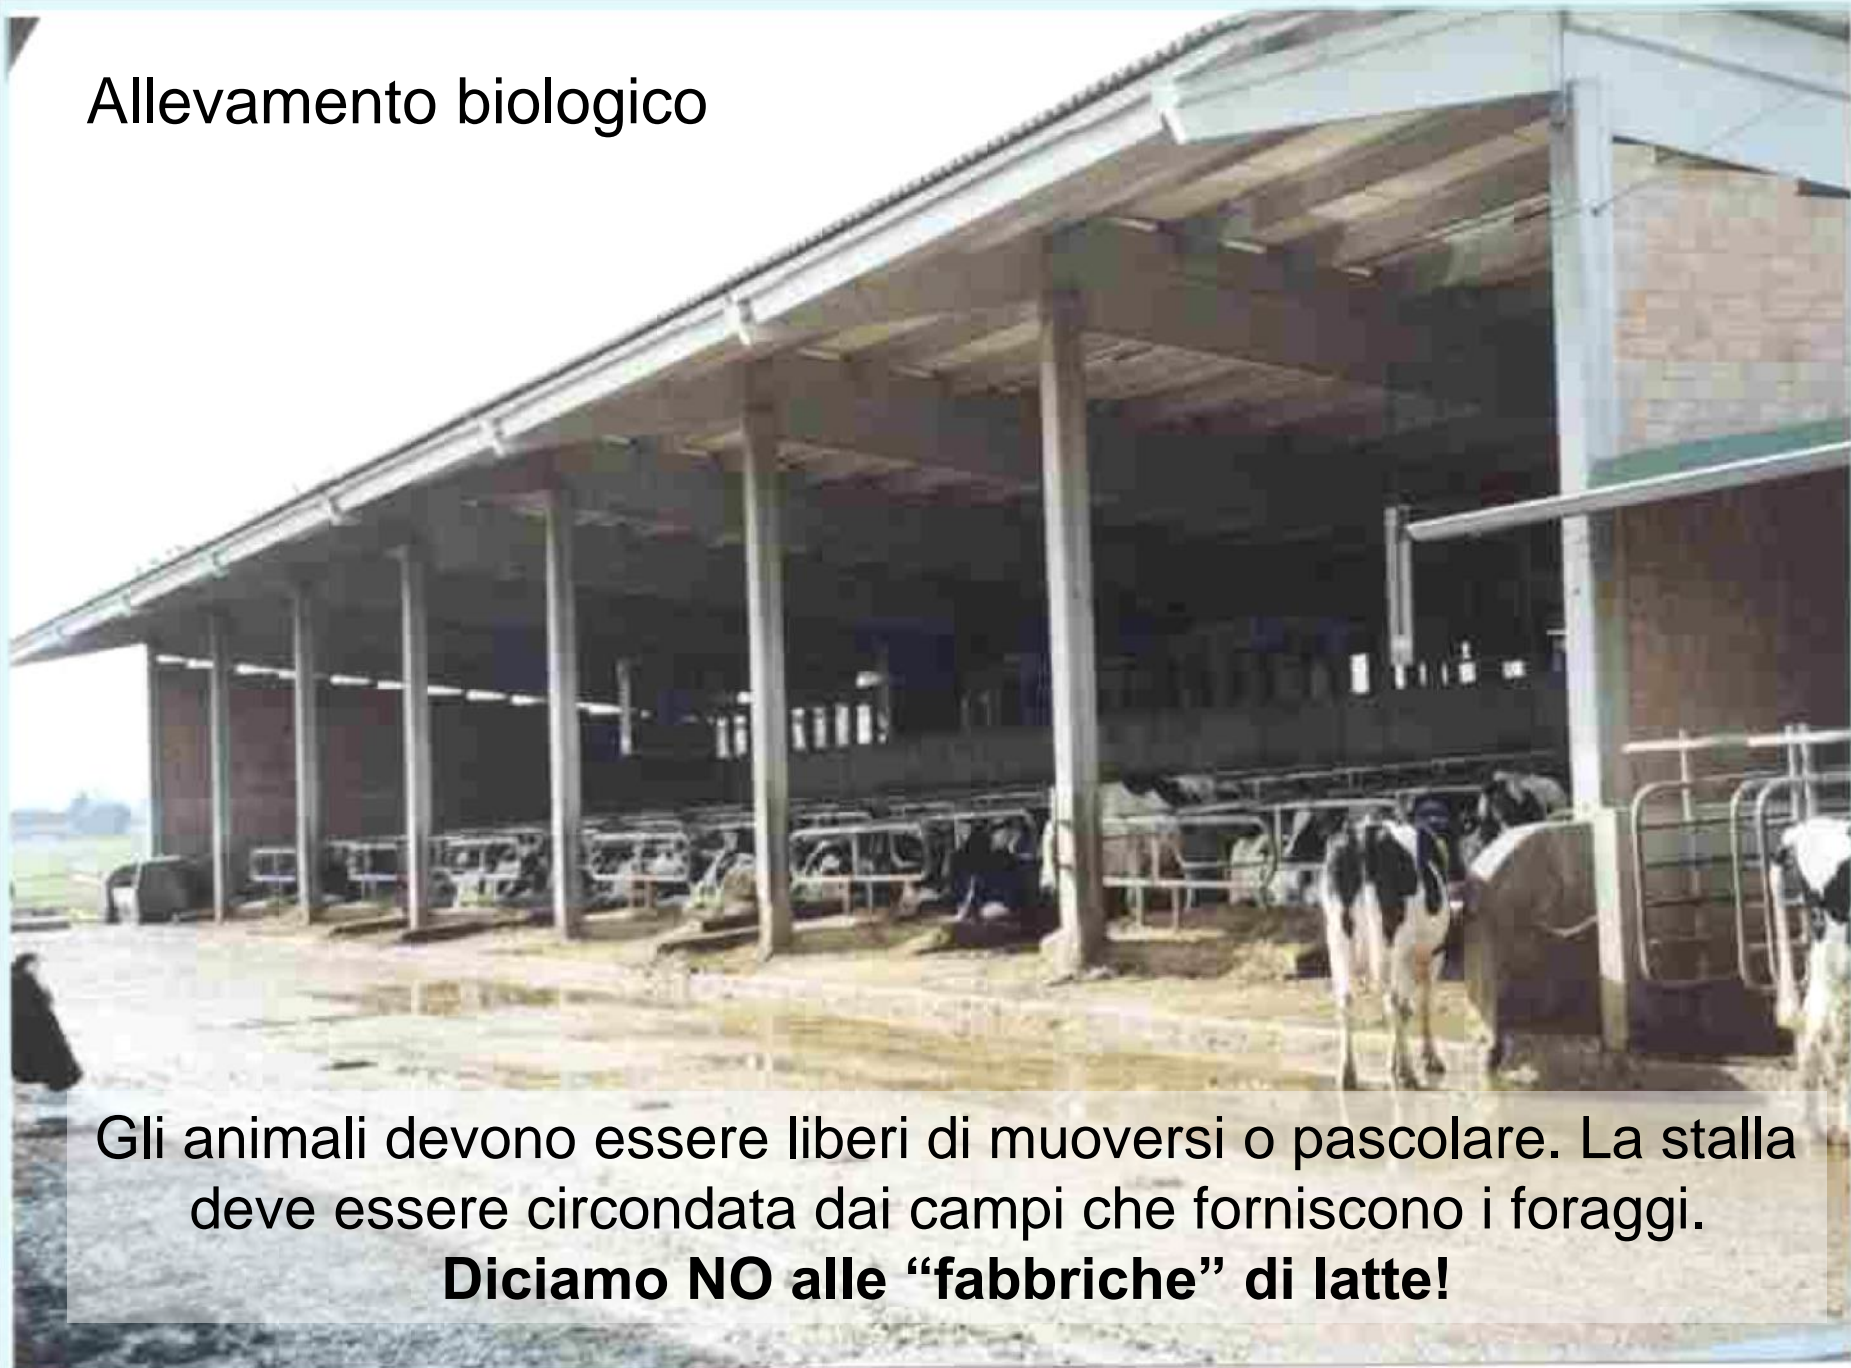 Allevamento biologico
Gli animali devono essere liberi di muoversi o pascolare. La stalla
deve essere circondata dai campi che forniscono i foraggi.
Diciamo NO alle “fabbriche” di latte!